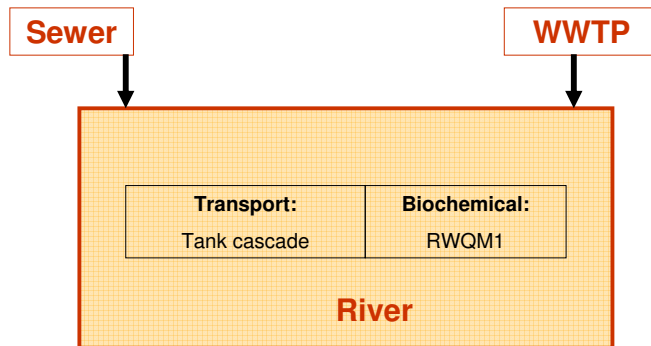 Sewer
WWTP
Transport:
Biochemical:
Tank cascade
RWQM1
River